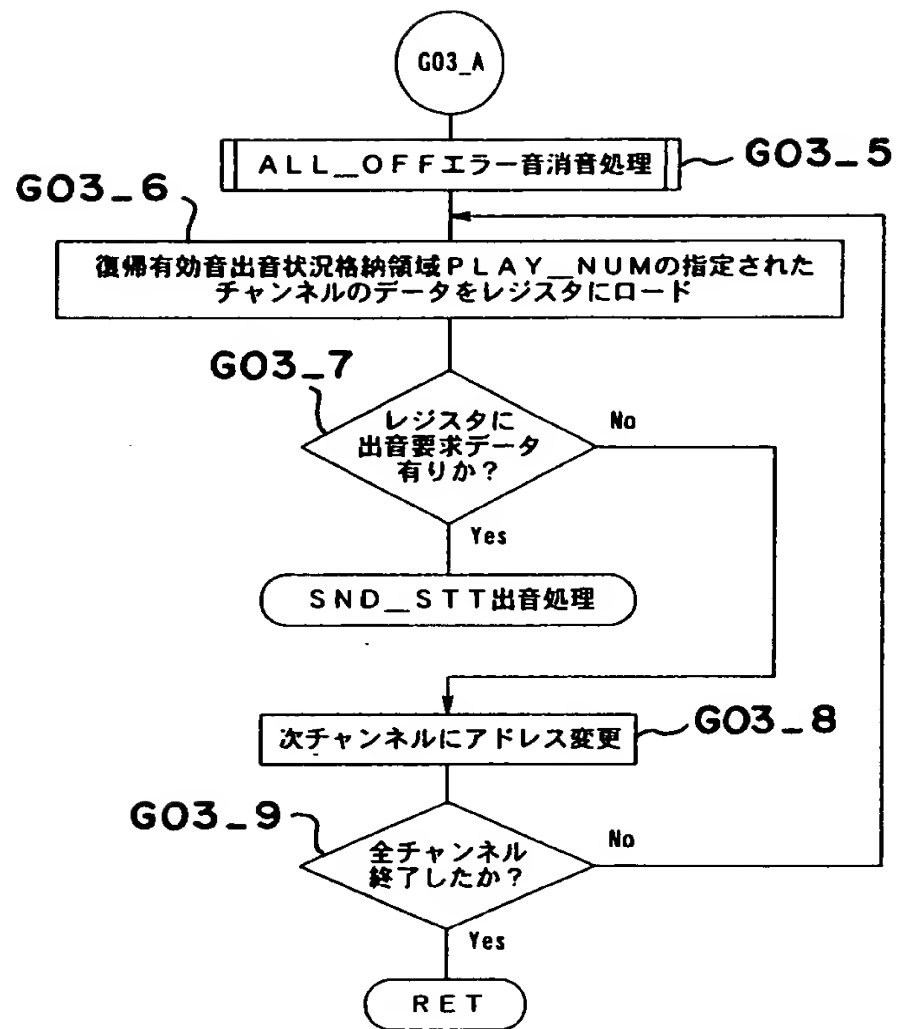 G03_A
ALL_OFFエラー音消音処理
G03_5
G03_6
復帰有効音出音状況格納領域PLAY_NUMの指定された
チャンネルのデータをレジスタにロード
G03_7
レジスタに
出音要求データ
有りか?
No
Yes
SND_STT出音処理
次チャンネルにアドレス変更
G03_8
G03_9
全チャンネル
終了したか?
No
Yes
RET